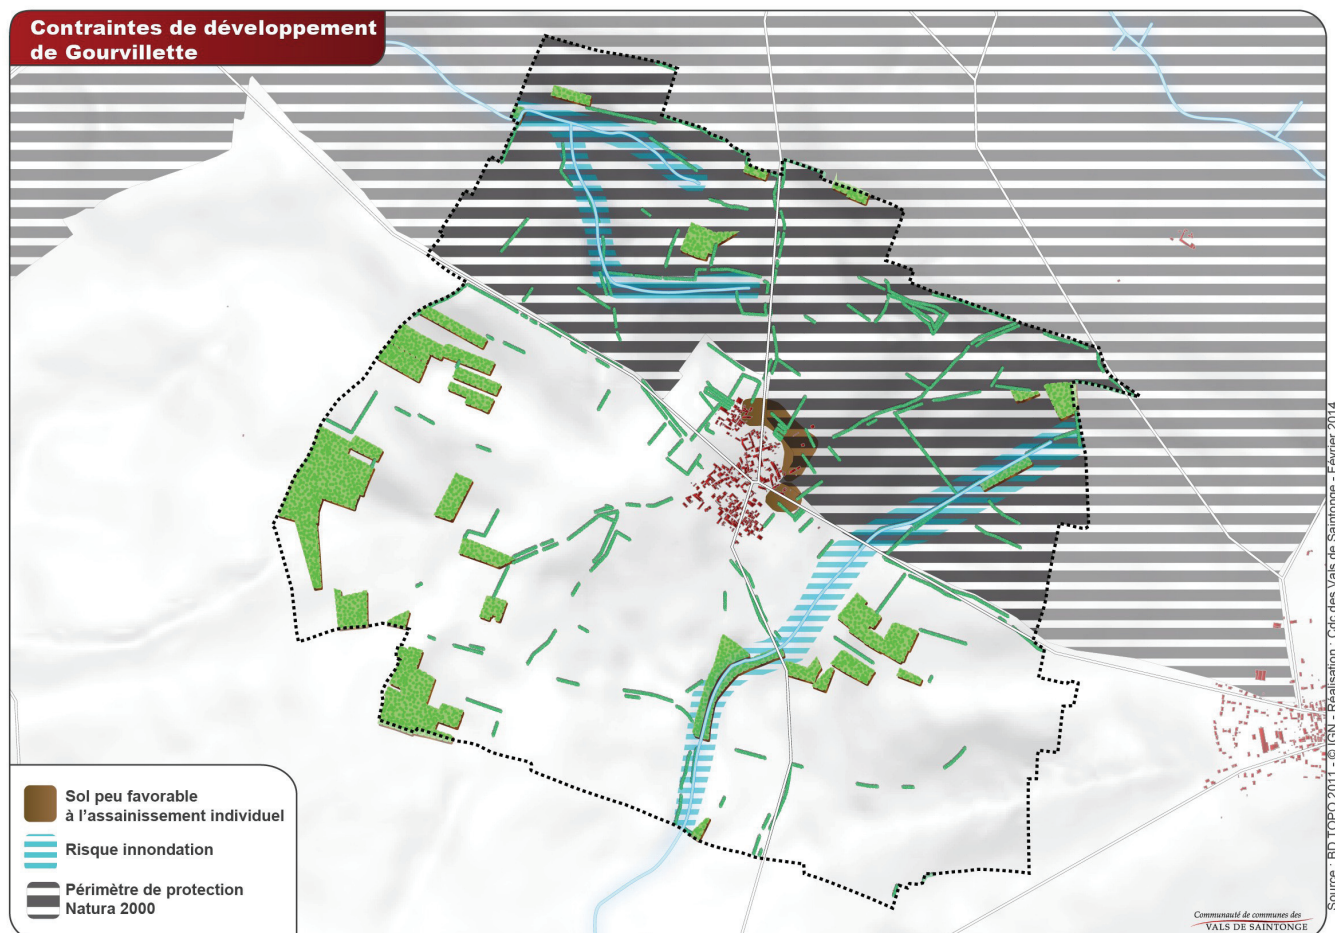 Contraintes de développement
de Gourvillette
Sol peu favorable
à l'assainissement individuel
Risque innondation
Périmètre de protection
Natura 2000
Source : BD TOPO 2011 - © IGN - Réalisation : Cdc des Vals de Saintonge - Février 2014
Communauté de communes des
VALS DE SAINTONGE